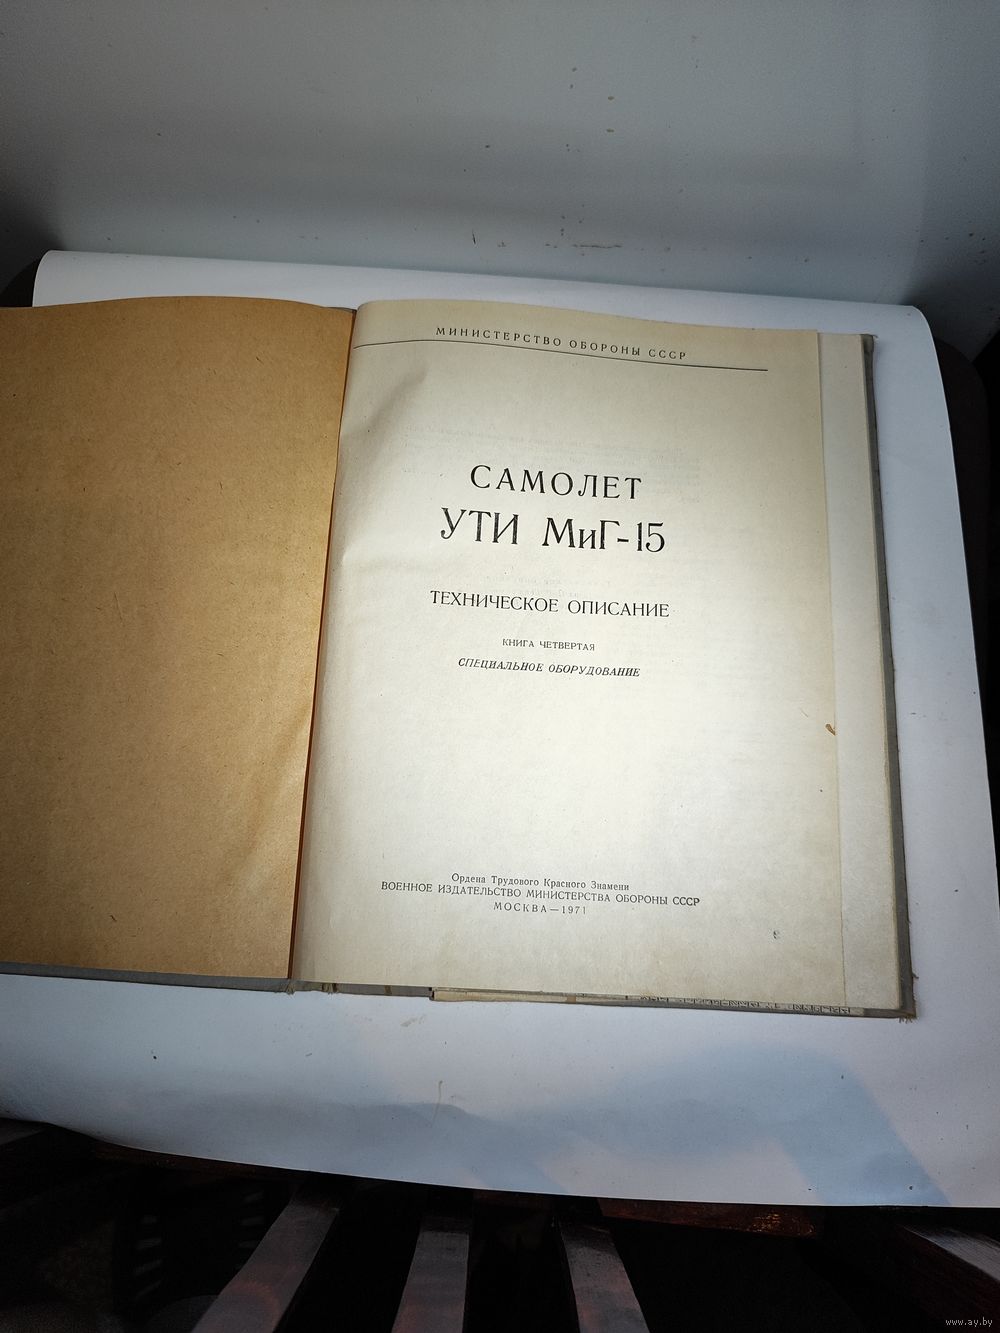 МИНИСТЕРСТВО ОБОРОНЫ СССР
САМОЛЕТ
УТИ МиГ-15
ТЕХНИЧЕСКОЕ ОПИСАНИЕ
КНИГА ЧЕТВЕРТАЯ
СПЕЦИАЛЬНОЕ ОБОРУДОВАНИЕ
Ордена Трудового Красного Знамени
ВОЕННОЕ ИЗДАТЕЛЬСТВО МИНИСТЕРСТВА ОБОРОНЫ СССР
МОСКВА—1971
www.ay.by